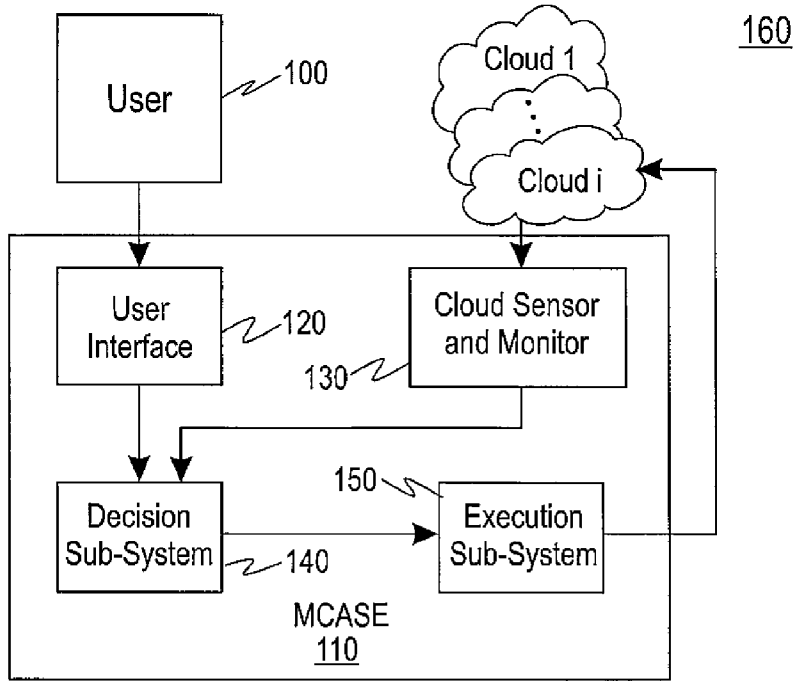 160
User
100
Cloud 1
Cloud i
User
Interface
120
Cloud Sensor
and Monitor
130
Decision
Sub-System
140
150
Execution
Sub-System
MCASE
110